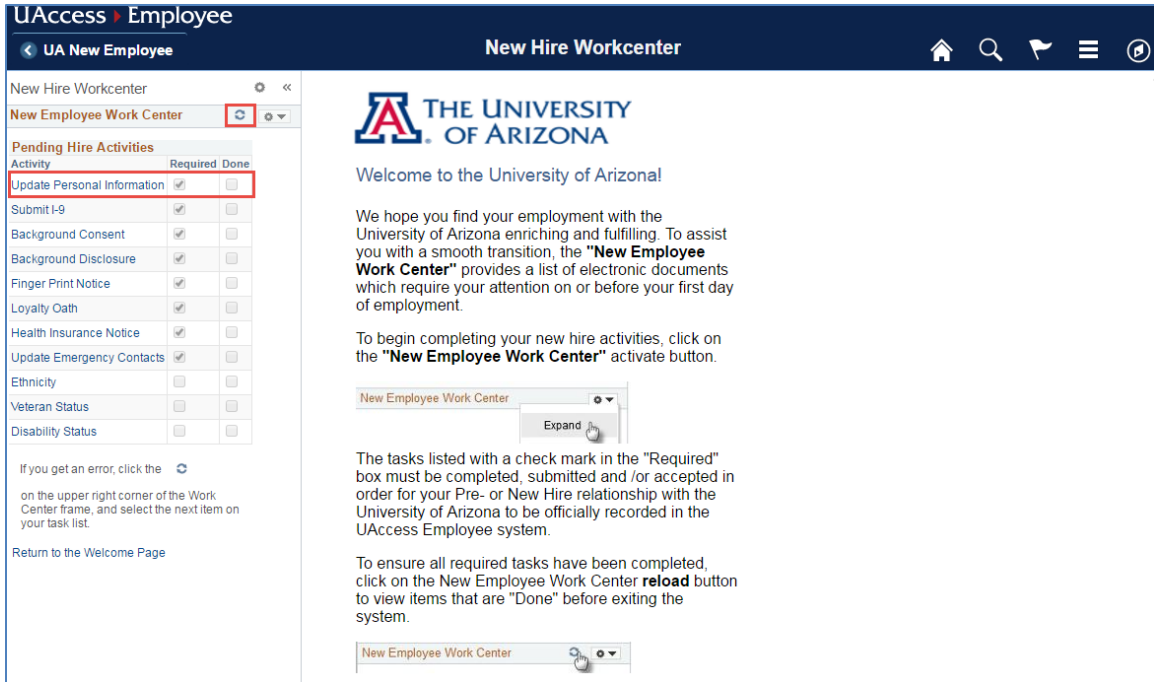 UAccess Employee
UA New Employee
New Hire Workcenter
New Hire Workcenter
New Employee Work Center
Pending Hire Activities
Activity Required Done
Update Personal Information
Submit I-9
Background Consent
Background Disclosure
Finger Print Notice
Loyalty Oath
Health Insurance Notice
Update Emergency Contacts
Ethnicity
Veteran Status
Disability Status
If you get an error, click the
on the upper right corner of the Work
Center frame, and select the next item on
your task list.
Return to the Welcome Page
A
THE UNIVERSITY
OF ARIZONA
Welcome to the University of Arizona!
We hope you find your employment with the
University of Arizona enriching and fulfilling. To assist
you with a smooth transition, the "New Employee
Work Center" provides a list of electronic documents
which require your attention on or before your first day
of employment.
To begin completing your new hire activities, click on
the "New Employee Work Center" activate button.
New Employee Work Center
Expand
The tasks listed with a check mark in the "Required"
box must be completed, submitted and /or accepted in
order for your Pre- or New Hire relationship with the
University of Arizona to be officially recorded in the
UAccess Employee system.
To ensure all required tasks have been completed,
click on the New Employee Work Center reload button
to view items that are "Done" before exiting the
system.
New Employee Work Center